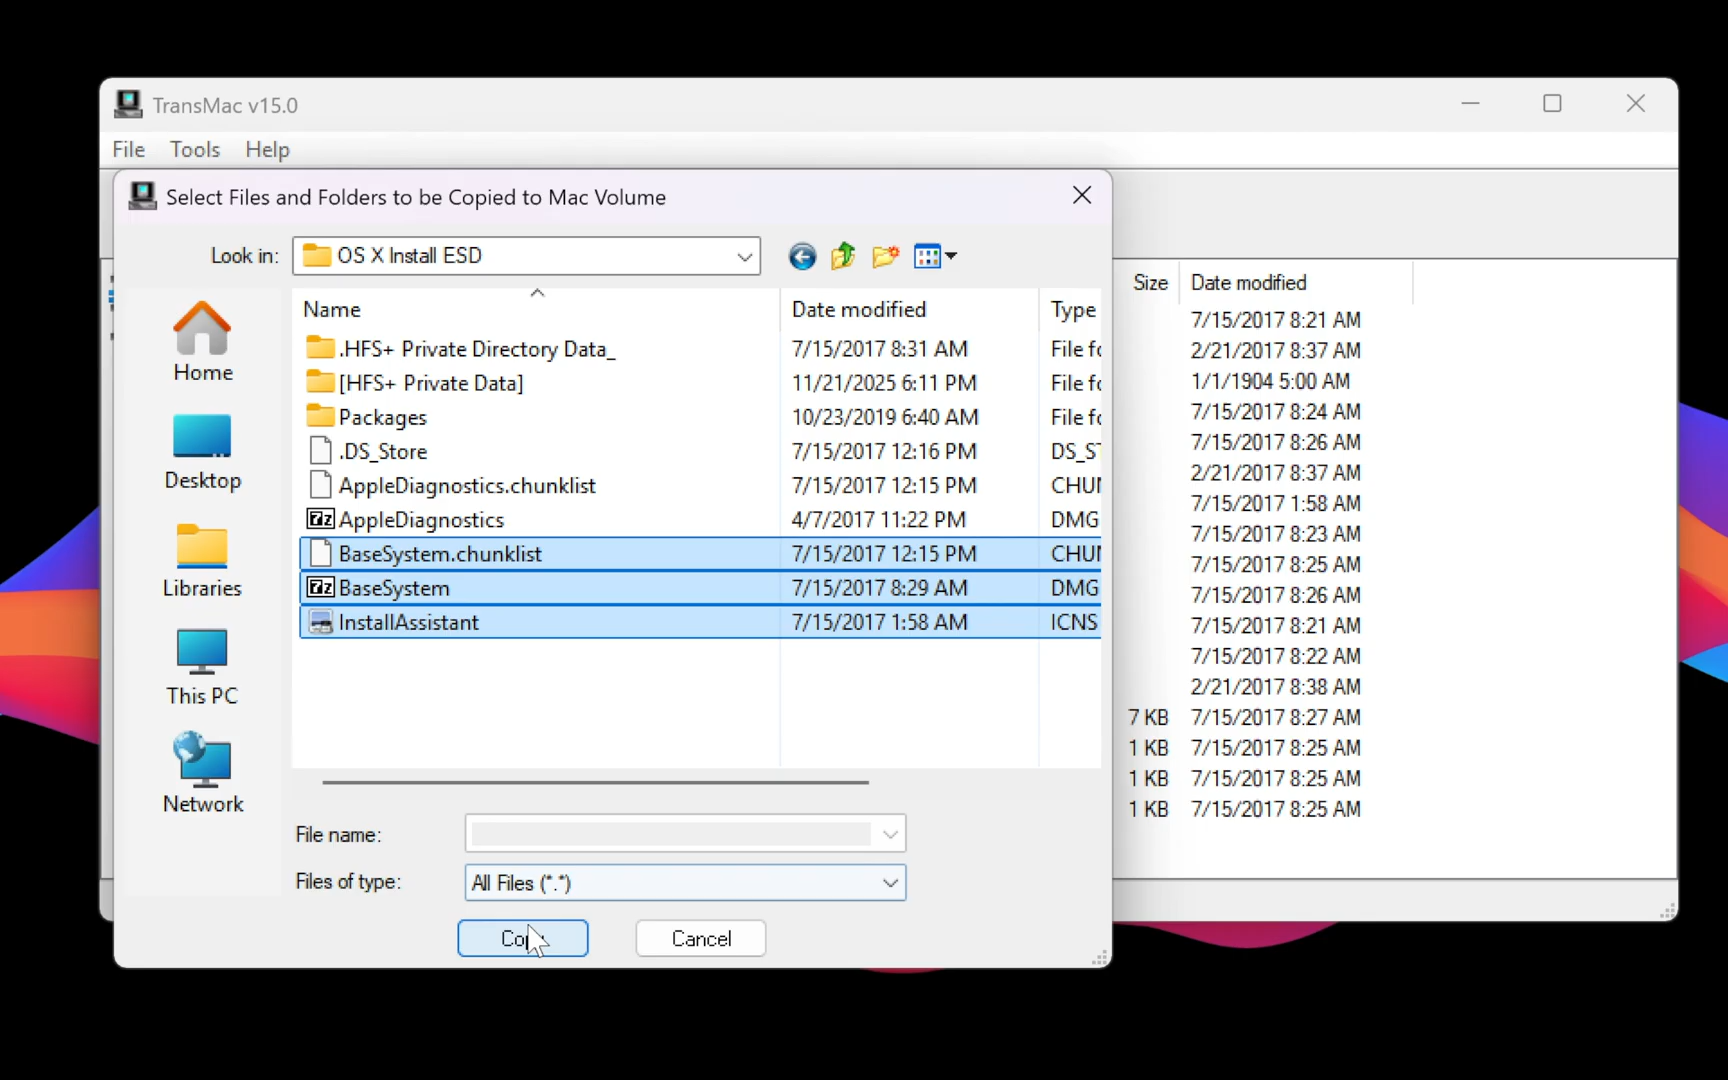 TransMac v15.0
File Tools Help
Select Files and Folders to be Copied to Mac Volume
Look in: OS X Install ESD
Home
Desktop
Libraries
This PC
Network
Name Date modified Type
.HFS+ Private Directory Data_ 7/15/2017 8:31 AM File fo
[HFS+ Private Data] 11/21/2025 6:11 PM File fo
Packages 10/23/2019 6:40 AM File fo
.DS_Store 7/15/2017 12:16 PM DS_ST
AppleDiagnostics.chunklist 7/15/2017 12:15 PM CHUN
AppleDiagnostics 4/7/2017 11:22 PM DMG
BaseSystem.chunklist 7/15/2017 12:15 PM CHUN
BaseSystem 7/15/2017 8:29 AM DMG
InstallAssistant 7/15/2017 1:58 AM ICNS
File name:
Files of type: All Files (*.*)
Copy Cancel
Size Date modified
7/15/2017 8:21 AM
2/21/2017 8:37 AM
1/1/1904 5:00 AM
7/15/2017 8:24 AM
7/15/2017 8:26 AM
2/21/2017 8:37 AM
7/15/2017 1:58 AM
7/15/2017 8:23 AM
7/15/2017 8:25 AM
7/15/2017 8:26 AM
7/15/2017 8:21 AM
7/15/2017 8:22 AM
2/21/2017 8:38 AM
7 KB 7/15/2017 8:27 AM
1 KB 7/15/2017 8:25 AM
1 KB 7/15/2017 8:25 AM
1 KB 7/15/2017 8:25 AM